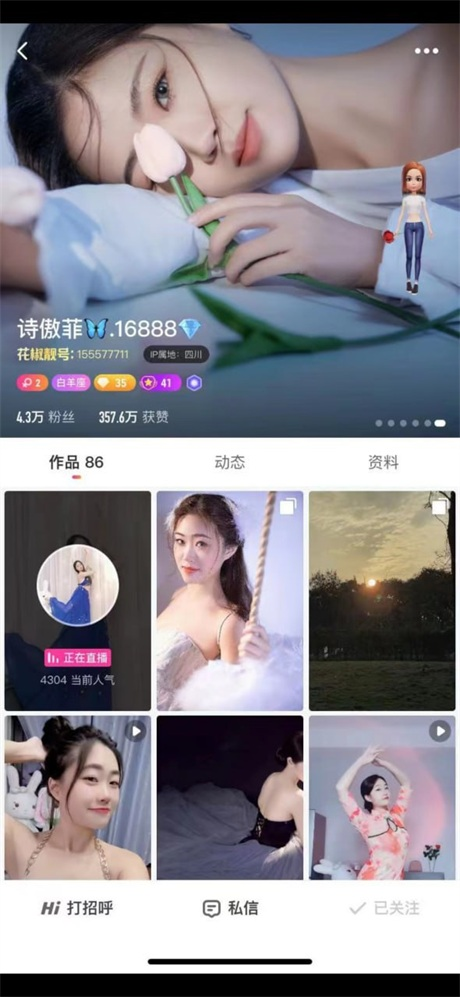 诗傲菲🦋.16888💎
花椒靓号: 155577711 IP属地：四川
2 白羊座 35 41
4.3万 粉丝 357.6万 获赞
作品 86 动态 资料
正在直播
4304 当前人气
Hi 打招呼 私信 已关注